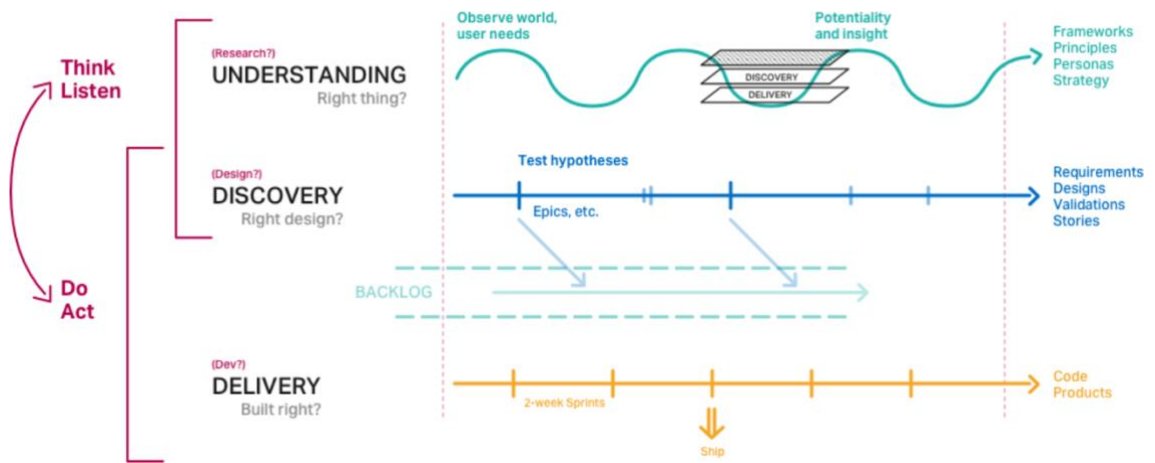 Think
Listen
Do
Act
(Research?)
UNDERSTANDING
Right thing?
Observe world,
user needs
Potentiality
and insight
DISCOVERY
DELIVERY
Frameworks
Principles
Personas
Strategy
(Design?)
DISCOVERY
Right design?
Test hypotheses
Epics, etc.
Requirements
Designs
Validations
Stories
BACKLOG
(Dev?)
DELIVERY
Built right?
2-week Sprints
Ship
Code
Products